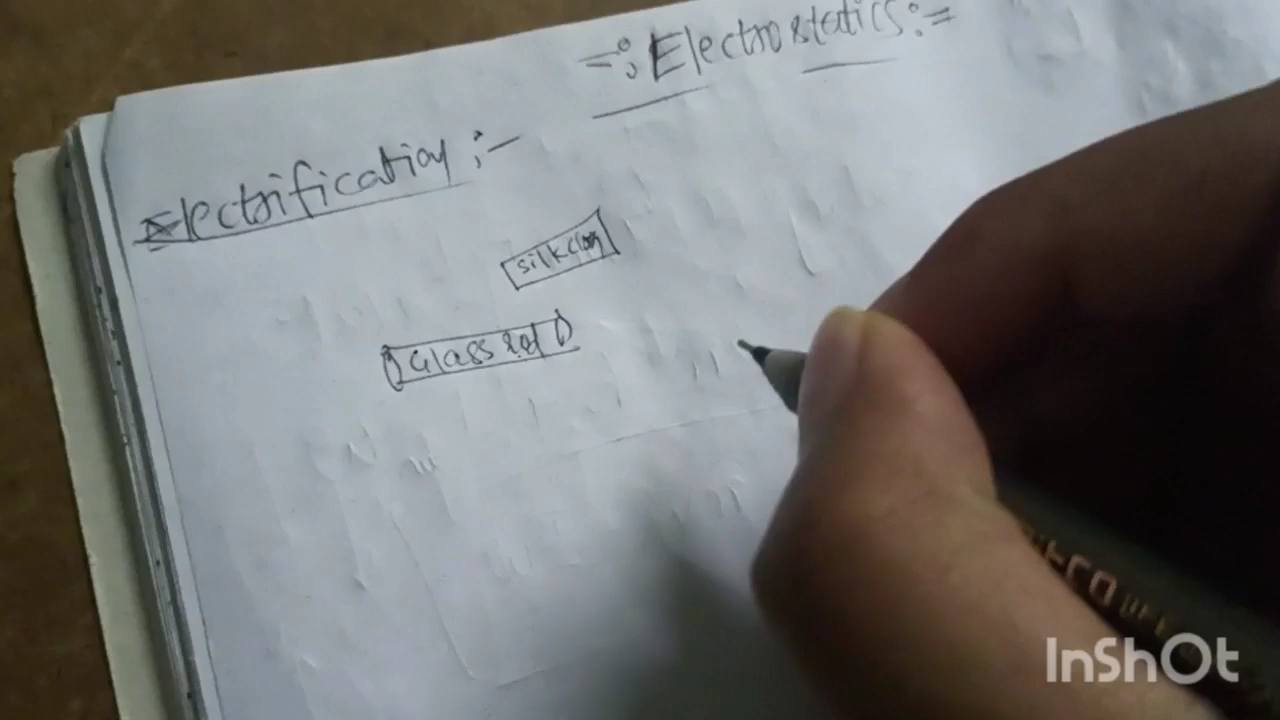 =: Electrostatics :=
Electrification :-
silk cloth
Glass rod
InShOt